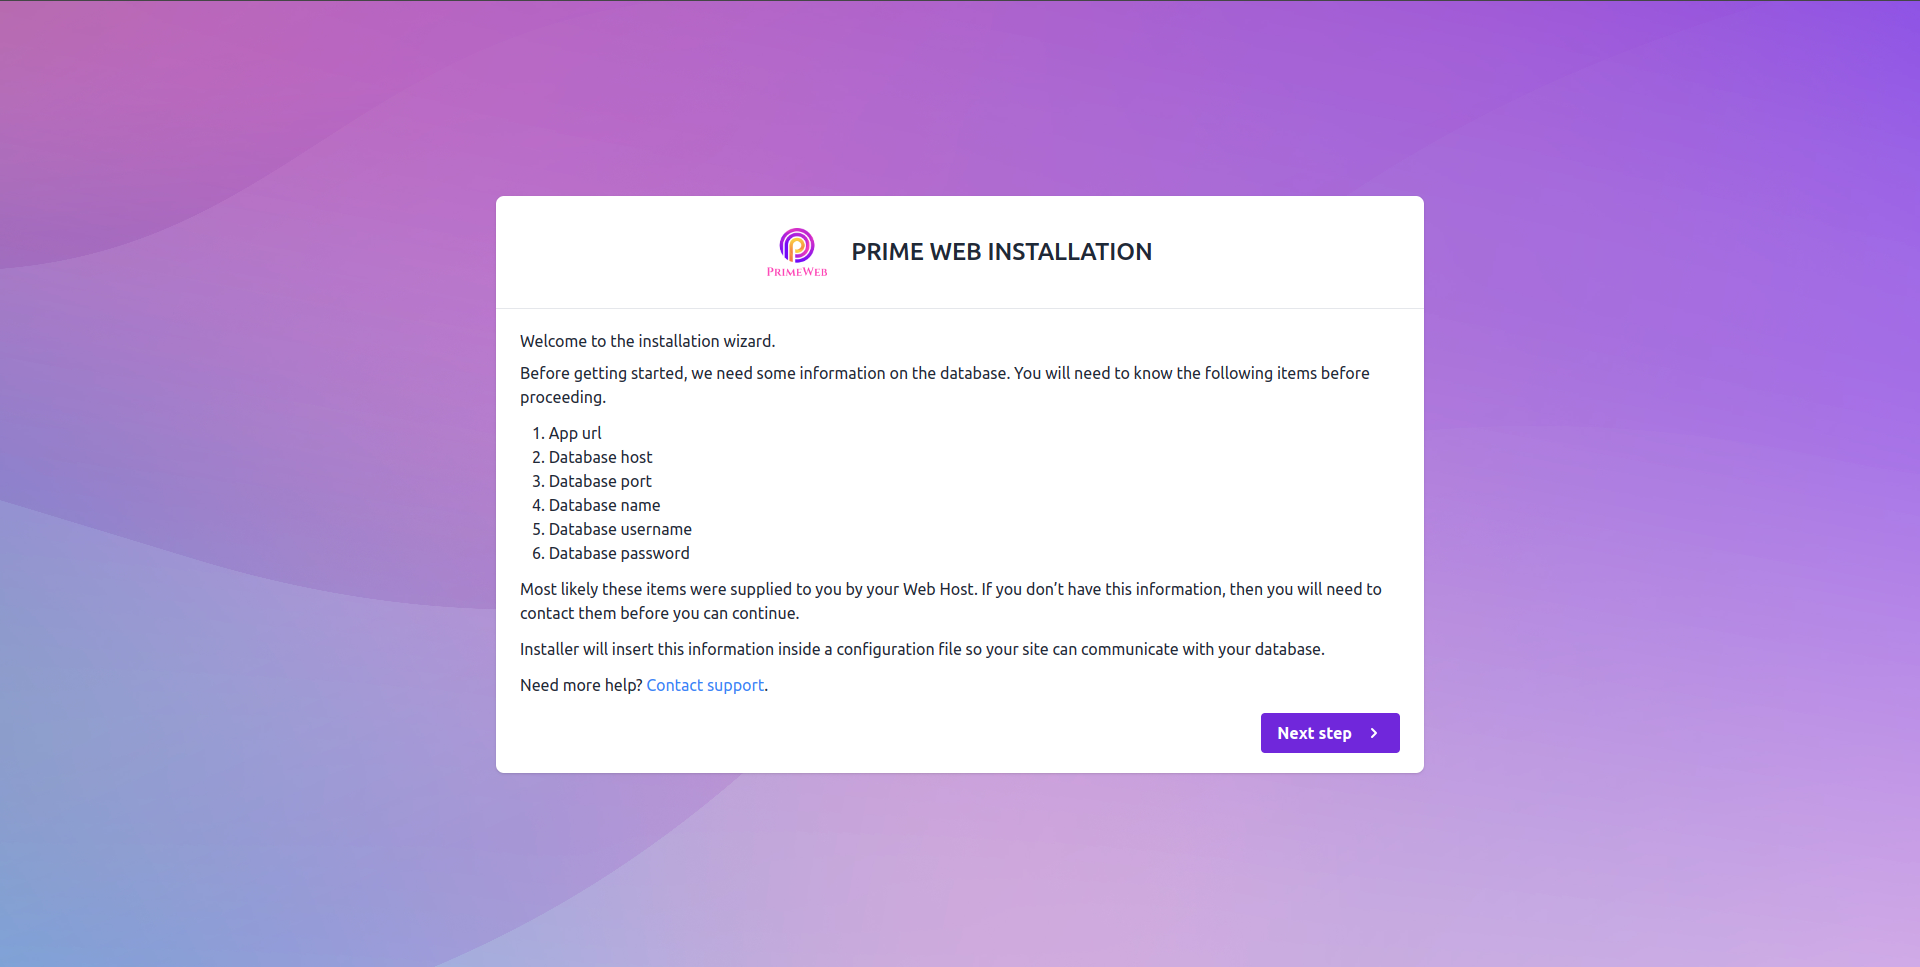 PRIMEWEB
PRIME WEB INSTALLATION
Welcome to the installation wizard.
Before getting started, we need some information on the database. You will need to know the following items before
proceeding.
1. App url
2. Database host
3. Database port
4. Database name
5. Database username
6. Database password
Most likely these items were supplied to you by your Web Host. If you don’t have this information, then you will need to
contact them before you can continue.
Installer will insert this information inside a configuration file so your site can communicate with your database.
Need more help? Contact support.
Next step